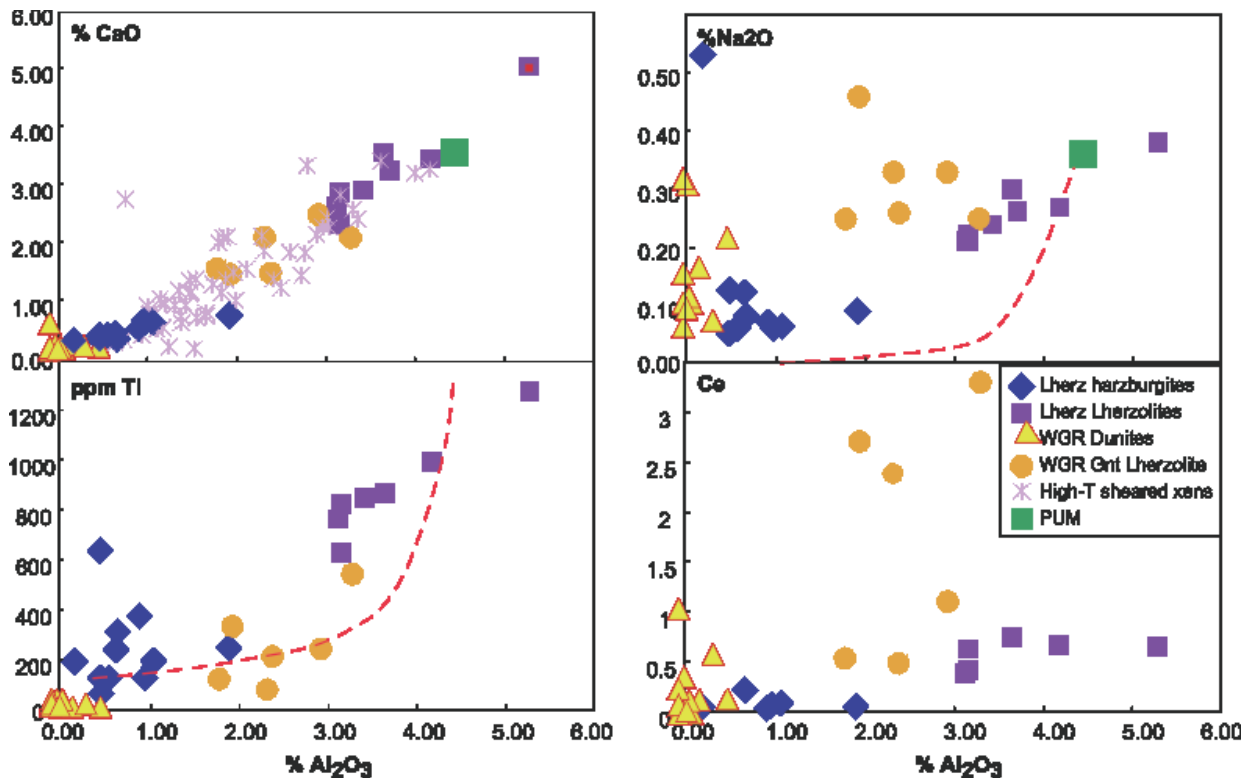 % CaO
6.00
5.00
4.00
3.00
2.00
1.00
0.00
%Na2O
0.50
0.40
0.30
0.20
0.10
0.00
ppm Ti
1200
1000
800
600
400
200
0
0.00 1.00 2.00 3.00 4.00 5.00 6.00
% Al₂O₃
Ce
3
2.5
2
1.5
1
0.5
0
0.00 1.00 2.00 3.00 4.00 5.00 6.00
% Al₂O₃
Lherz harzburgites
Lherz Lherzolites
WGR Dunites
WGR Gnt Lherzolite
High-T sheared xens
PUM